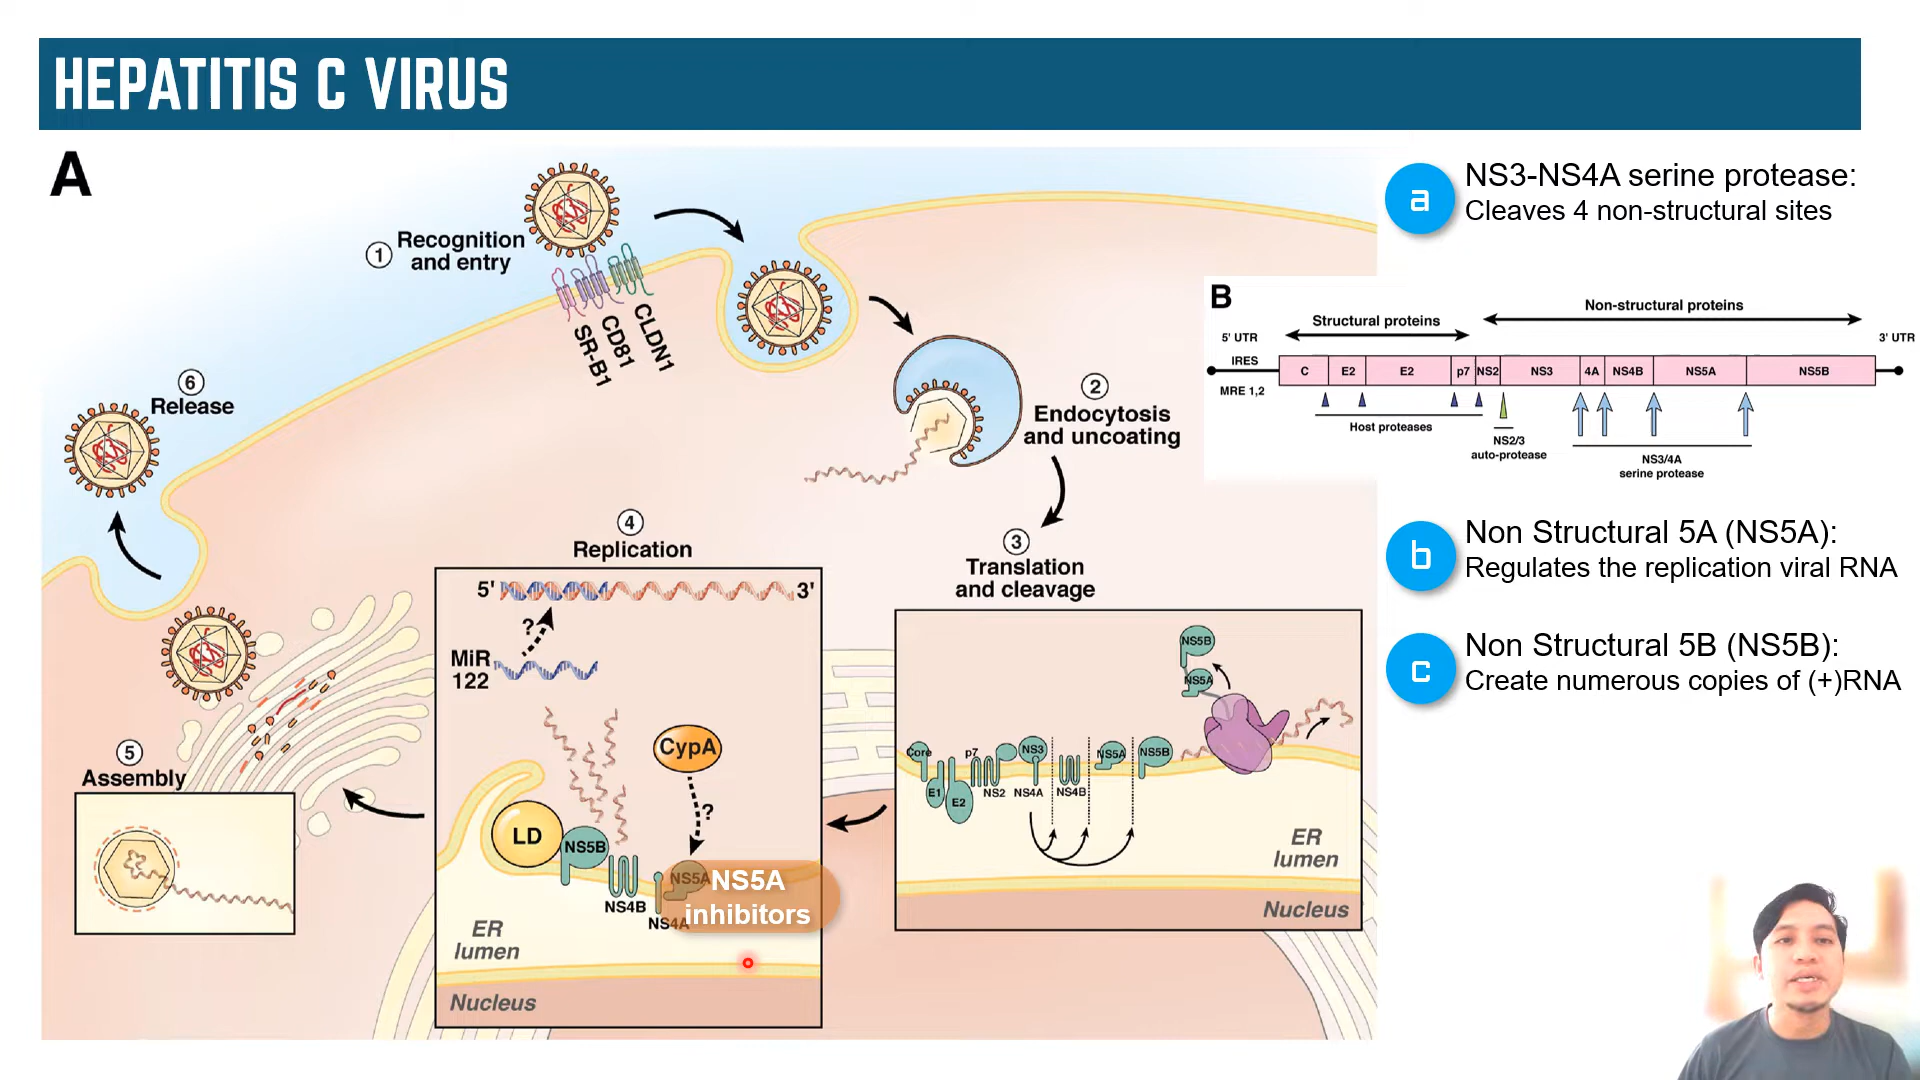 HEPATITIS C VIRUS
A
1
Recognition
and entry
SR-B1
CD81
CLDN1
2
Endocytosis
and uncoating
6
Release
4
Replication
5'
3'
?
MiR
122
CypA
?
LD
NS5B
NS4B
NS5A
NS4A
NS5A
inhibitors
ER
lumen
Nucleus
3
Translation
and cleavage
NS5B
NS5A
Core
p7
NS3
NS5A
NS5B
E1
E2
NS2
NS4A
NS4B
ER
lumen
Nucleus
5
Assembly
a
NS3-NS4A serine protease:
Cleaves 4 non-structural sites
B
Non-structural proteins
Structural proteins
5' UTR
3' UTR
IRES
MRE 1,2
C
E2
E2
p7
NS2
NS3
4A
NS4B
NS5A
NS5B
Host proteases
NS2/3
auto-protease
NS3/4A
serine protease
b
Non Structural 5A (NS5A):
Regulates the replication viral RNA
c
Non Structural 5B (NS5B):
Create numerous copies of (+)RNA